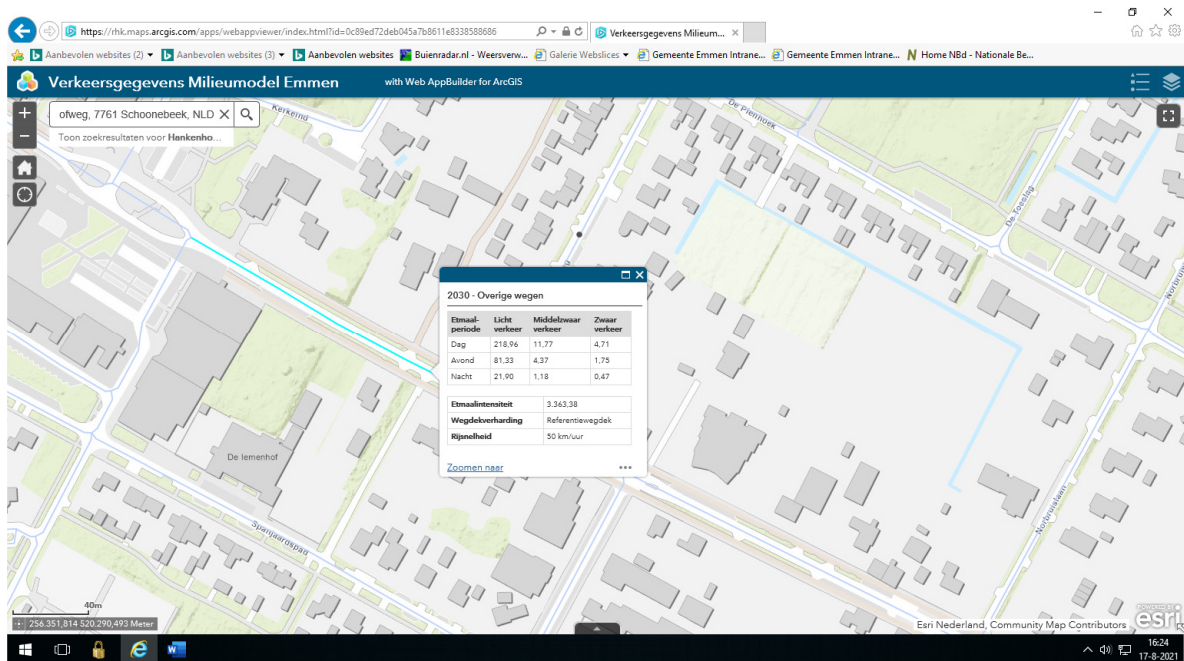 https://rhk.maps.arcgis.com/apps/webappviewer/index.html?id=0c89ed72deb045a7b8611e8338588686
Verkeersgegevens Milieum...
Aanbevolen websites (2) Aanbevolen websites (3) Aanbevolen websites Buienradar.nl - Weersverw... Galerie Webslices Gemeente Emmen Intrane... Gemeente Emmen Intrane... Home NBd - Nationale Be...
Verkeersgegevens Milieumodel Emmen with Web AppBuilder for ArcGIS
ofweg, 7761 Schoonebeek, NLD
Toon zoekresultaten voor Hankenho...
Kerkeind
De Pienhoek
De Toeslag
2030 - Overige wegen
Etmaal-periode Licht verkeer Middelzwaar verkeer Zwaar verkeer
Dag 218,96 11,77 4,71
Avond 81,33 4,37 1,75
Nacht 21,90 1,18 0,47
Etmaalintensiteit 3.363,38
Wegdekverharding Referentiewegdek
Rijsnelheid 50 km/uur
Zoomen naar
De Iemenhof
Spanjaardspad
Norbruislaan
40m
256.351,814 520.290,493 Meter
Esri Nederland, Community Map Contributors
POWERED BY
esri
16:24
17-8-2021